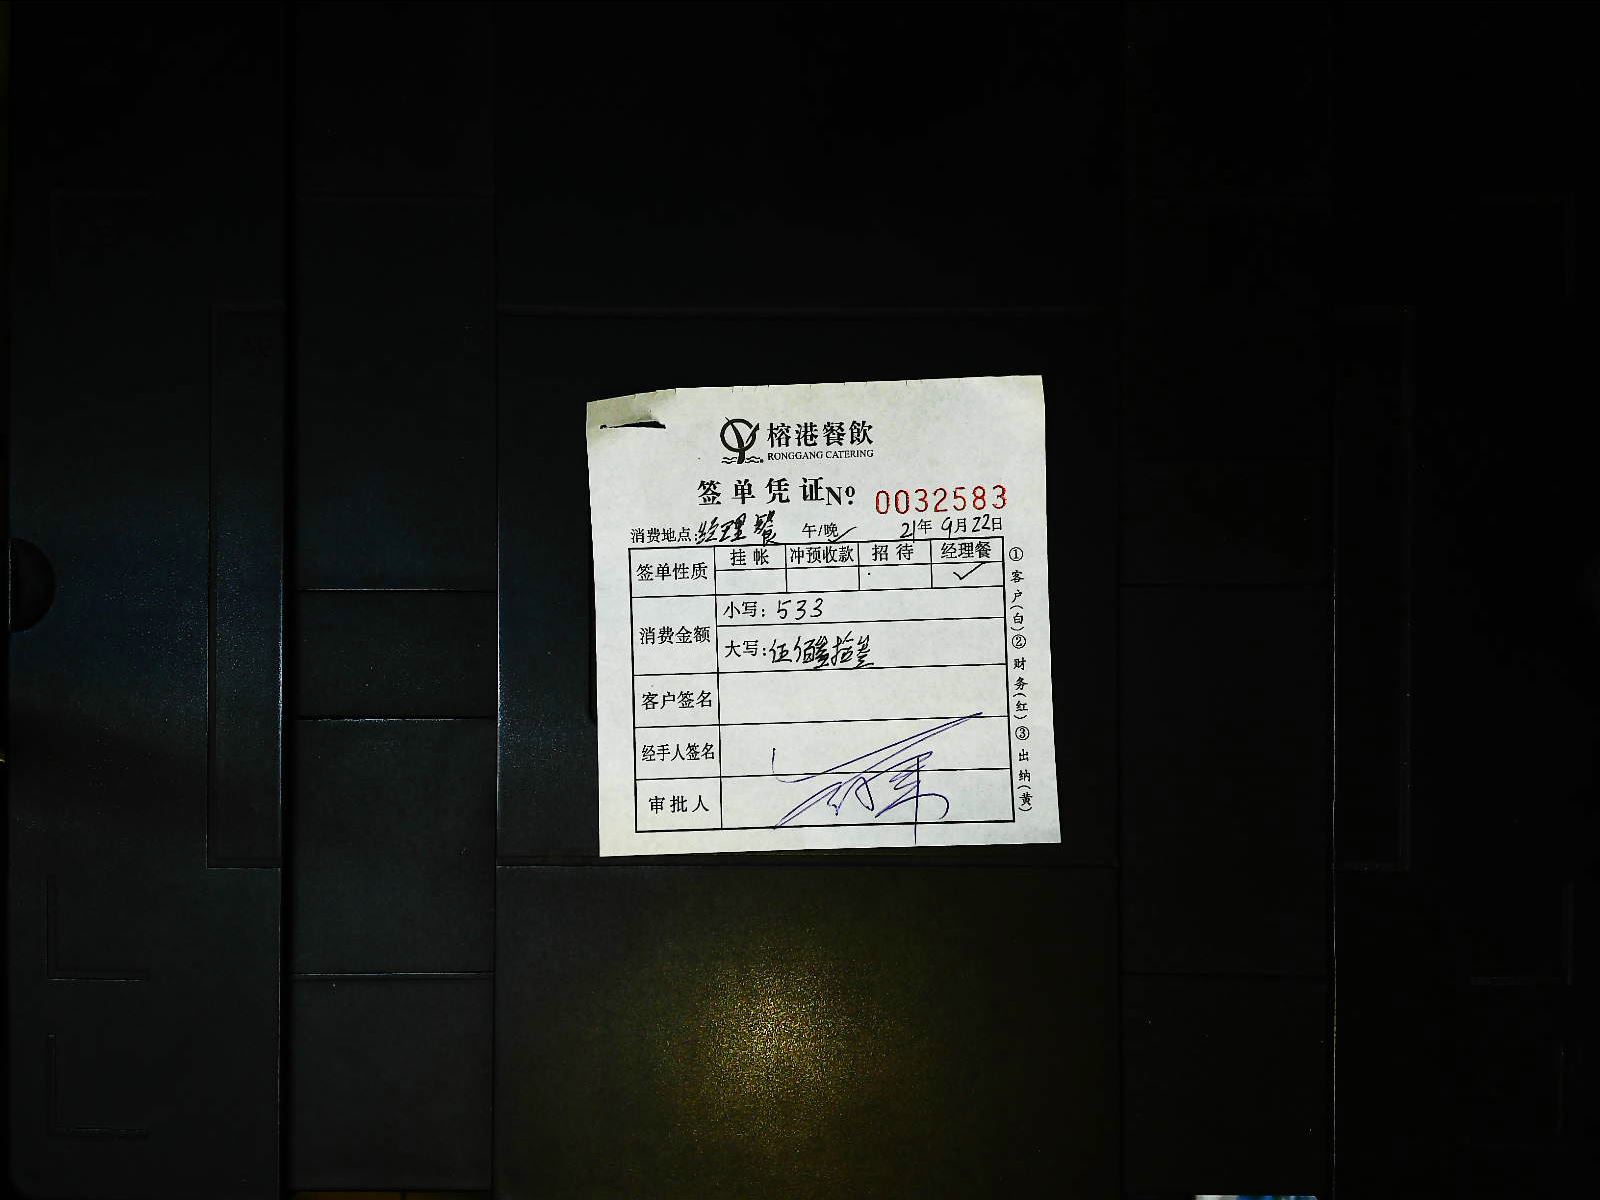 榕港餐飲
RONGGANG CATERING
签单凭证 Nº 0032583
消费地点:经理餐 午/晚✓ 21年9月22日
签单性质 挂帐 冲预收款 招待 经理餐
✓
消费金额 小写:533
大写:伍佰叁拾叁
客户签名
经手人签名
审批人
①客户(白)②财务(红)③出纳(黄)